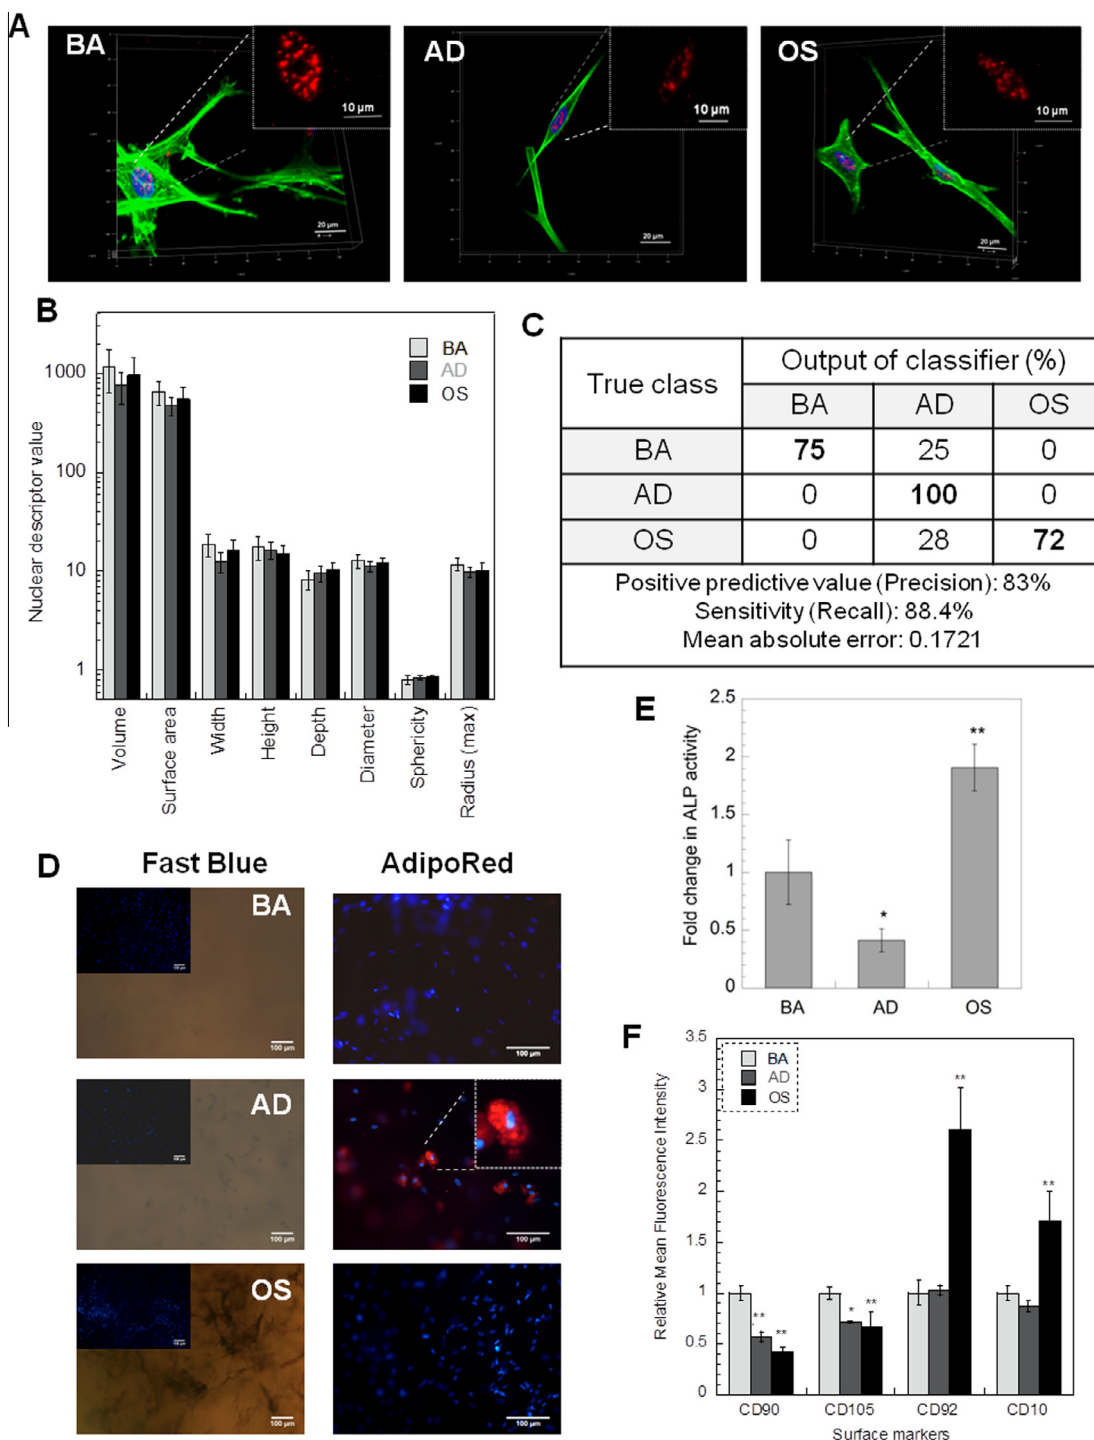 A
BA
10 µm
20 µm
AD
10 µm
20 µm
OS
10 µm
20 µm
B
Nuclear descriptor value
1000
100
10
1
BA
AD
OS
Volume
Surface area
Width
Height
Depth
Diameter
Sphericity
Radius (max)
C
True class
Output of classifier (%)
BA AD OS
BA 75 25 0
AD 0 100 0
OS 0 28 72
Positive predictive value (Precision): 83%
Sensitivity (Recall): 88.4%
Mean absolute error: 0.1721
D
Fast Blue AdipoRed
BA
100 µm
100 µm
100 µm
AD
100 µm
100 µm
100 µm
OS
100 µm
100 µm
100 µm
E
Fold change in ALP activity
2.5
2
1.5
1
0.5
0
*
**
BA AD OS
F
Relative Mean Fluorescence Intensity
3.5
3
2.5
2
1.5
1
0.5
0
BA
AD
OS
** ** * ** ** **
CD90 CD105 CD92 CD10
Surface markers